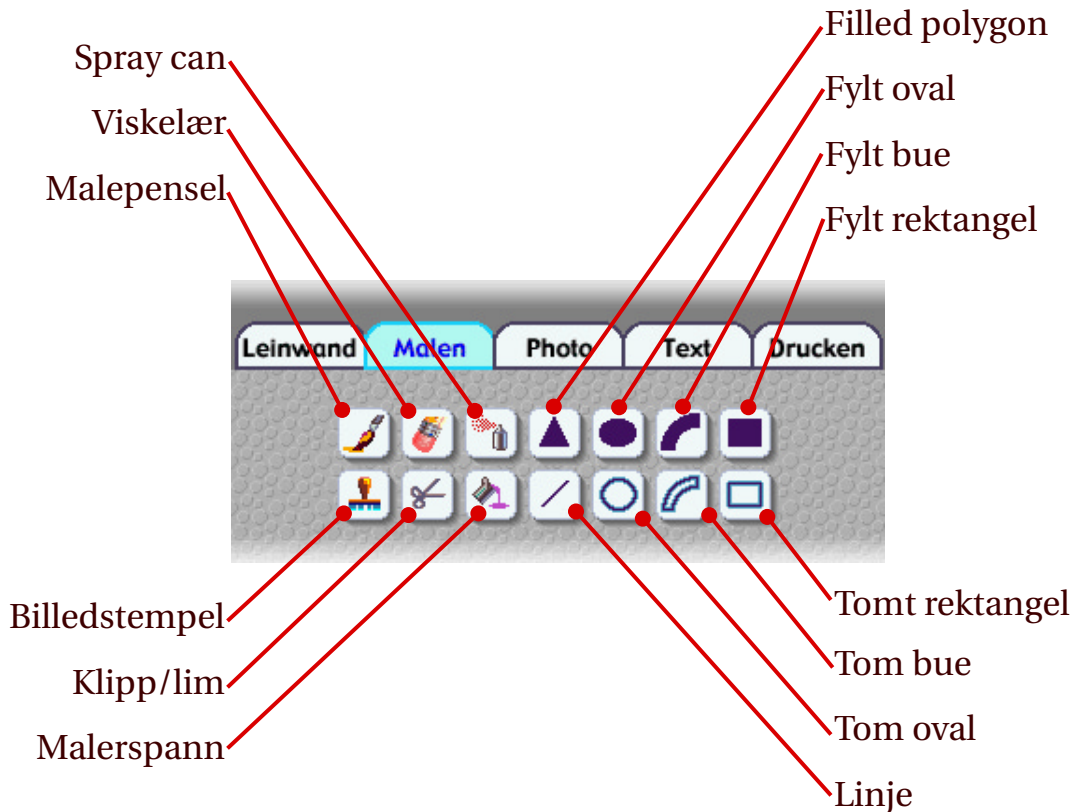 Filled polygon
Spray can
Fylt oval
Viskelær
Fylt bue
Malepensel
Fylt rektangel
Leinwand Malen Photo Text Drucken
Billedstempel
Tomt rektangel
Klipp/lim
Tom bue
Malerspann
Tom oval
Linje